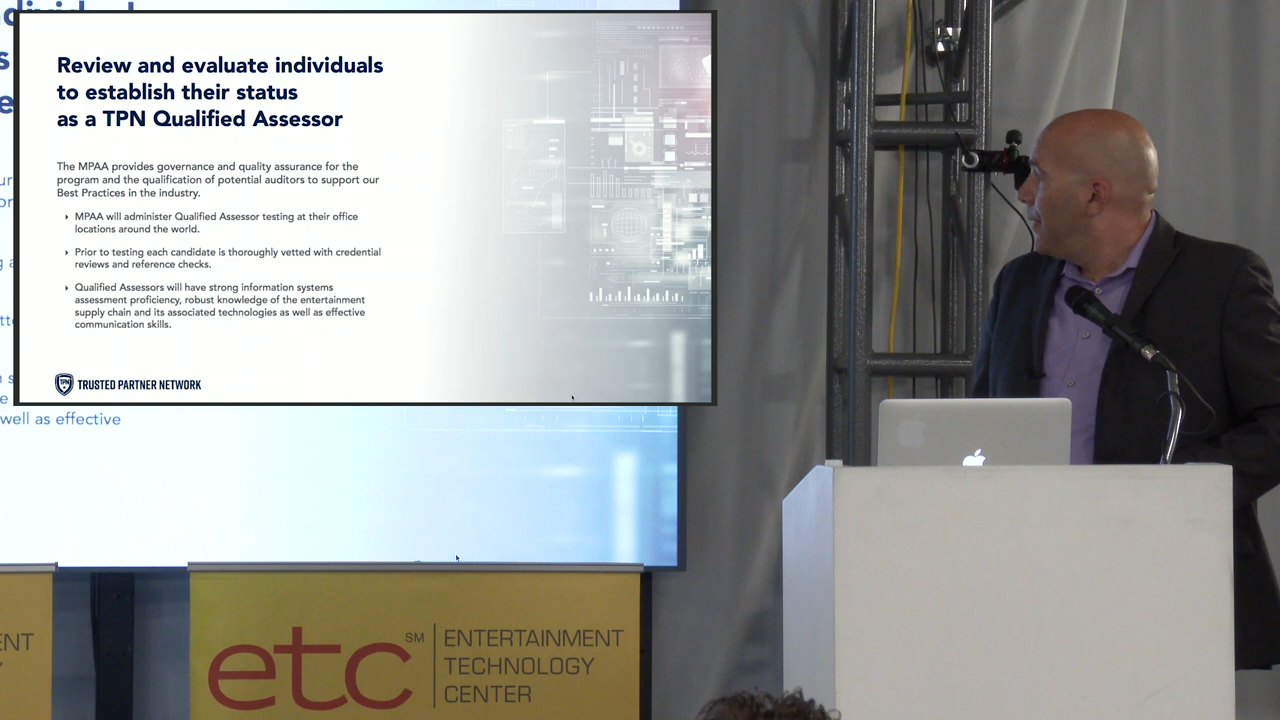 Review and evaluate individuals
to establish their status
as a TPN Qualified Assessor
The MPAA provides governance and quality assurance for the
program and the qualification of potential auditors to support our
Best Practices in the industry.
MPAA will administer Qualified Assessor testing at their office
locations around the world.
Prior to testing each candidate is thoroughly vetted with credential
reviews and reference checks.
Qualified Assessors will have strong information systems
assessment proficiency, robust knowledge of the entertainment
supply chain and its associated technologies as well as effective
communication skills.
TPN TRUSTED PARTNER NETWORK
well as effective
etc SM
ENTERTAINMENT
TECHNOLOGY
CENTER